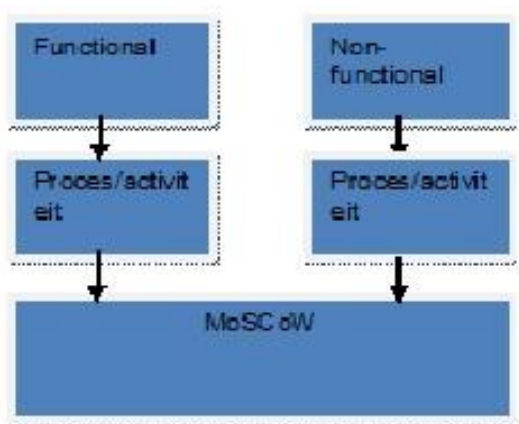 Functional
Non-
functional
Proces/activit
eit
Proces/activit
eit
MoSCoW